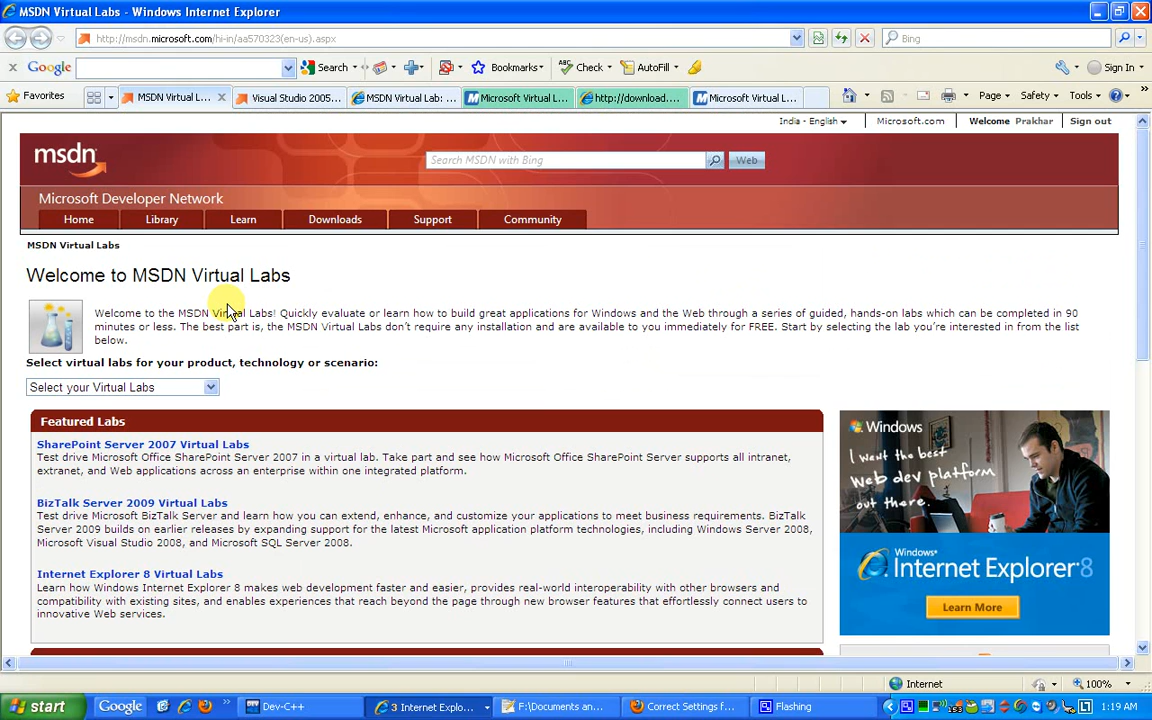 MSDN Virtual Labs - Windows Internet Explorer
http://msdn.microsoft.com/hi-in/aa570323(en-us).aspx
Bing
x Google Search Bookmarks Check AutoFill Sign In
Favorites MSDN Virtual L... x Visual Studio 2005... MSDN Virtual Lab: ... Microsoft Virtual L... http://download.... Microsoft Virtual L... Page Safety Tools
India - English Microsoft.com Welcome Prakhar Sign out
msdn
Search MSDN with Bing Web
Microsoft Developer Network
Home Library Learn Downloads Support Community
MSDN Virtual Labs
Welcome to MSDN Virtual Labs
Welcome to the MSDN Virtual Labs! Quickly evaluate or learn how to build great applications for Windows and the Web through a series of guided, hands-on labs which can be completed in 90
minutes or less. The best part is, the MSDN Virtual Labs don't require any installation and are available to you immediately for FREE. Start by selecting the lab you're interested in from the list
below.
Select virtual labs for your product, technology or scenario:
Select your Virtual Labs
Featured Labs
SharePoint Server 2007 Virtual Labs
Test drive Microsoft Office SharePoint Server 2007 in a virtual lab. Take part and see how Microsoft Office SharePoint Server supports all intranet,
extranet, and Web applications across an enterprise within one integrated platform.
BizTalk Server 2009 Virtual Labs
Test drive Microsoft BizTalk Server and learn how you can extend, enhance, and customize your applications to meet business requirements. BizTalk
Server 2009 builds on earlier releases by expanding support for the latest Microsoft application platform technologies, including Windows Server 2008,
Microsoft Visual Studio 2008, and Microsoft SQL Server 2008.
Internet Explorer 8 Virtual Labs
Learn how Windows Internet Explorer 8 makes web development faster and easier, provides real-world interoperability with other browsers and
compatibility with existing sites, and enables experiences that reach beyond the page through new browser features that effortlessly connect users to
innovative Web services.
Windows
I want the best
web dev platform
out there.
Windows
Internet Explorer 8
Learn More
Internet 100%
start Google Dev-C++ 3 Internet Explo... F:\Documents an... Correct Settings f... Flashing 1:19 AM